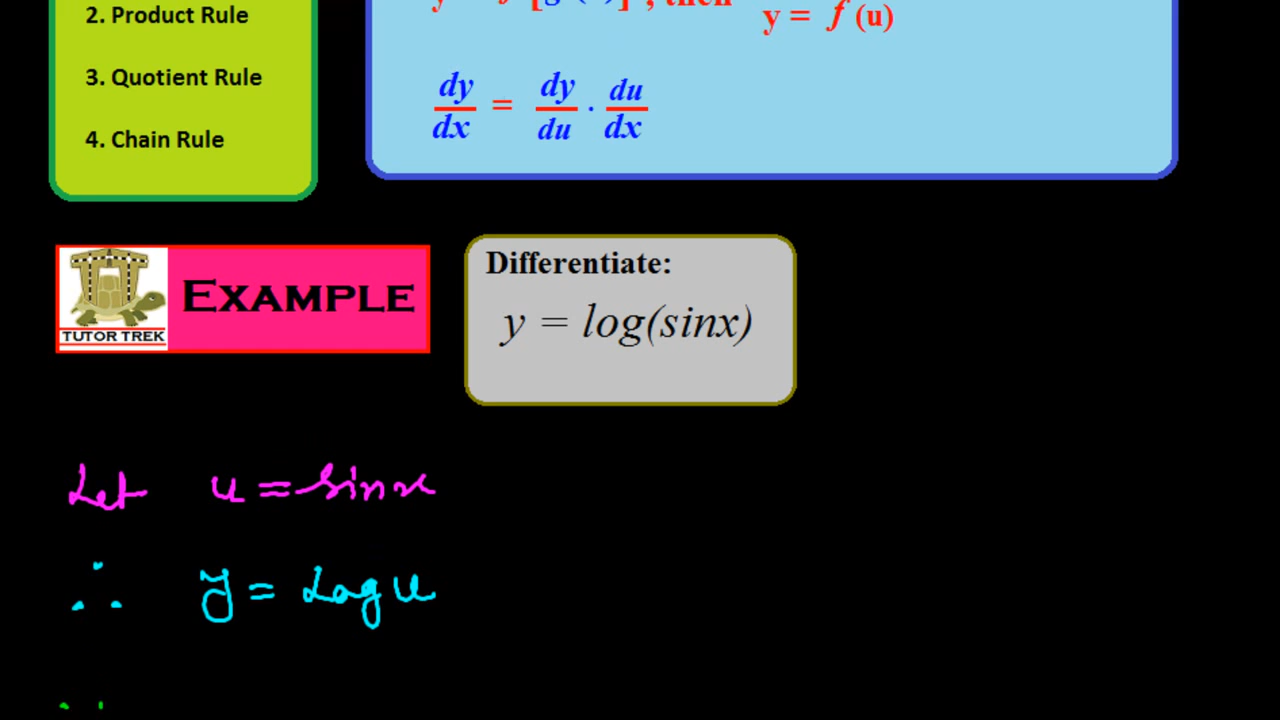 2. Product Rule
3. Quotient Rule
4. Chain Rule
, then
y = f (u)
dy/dx = dy/du . du/dx
TUTOR TREK
EXAMPLE
Differentiate:
y = log(sinx)
Let u = sinx
∴ y = Log u